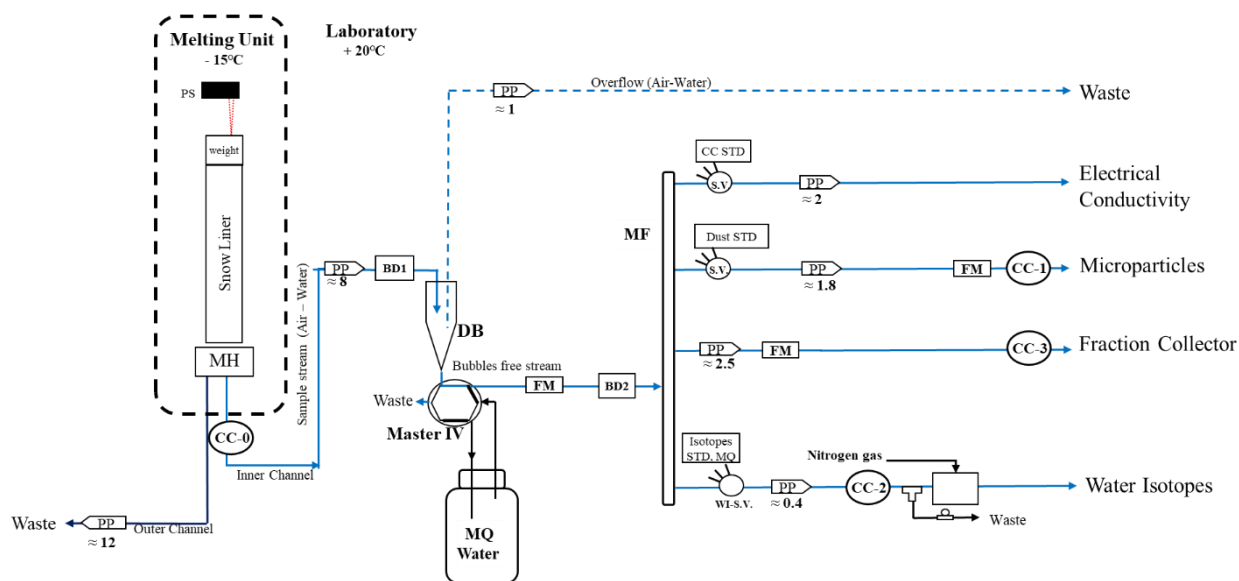 Melting Unit
- 15°C
PS
weight
Snow Liner
MH
CC-0
Inner Channel
Outer Channel
Waste
PP
≈ 12
Laboratory
+ 20°C
Sample stream (Air – Water)
PP
≈ 8
BD1
DB
PP
≈ 1
Overflow (Air-Water)
Waste
Bubbles free stream
FM
BD2
Waste
Master IV
MQ
Water
MF
CC STD
S.V
PP
≈ 2
Electrical
Conductivity
Dust STD
S.V.
PP
≈ 1.8
FM
CC-1
Microparticles
PP
≈ 2.5
FM
CC-3
Fraction Collector
Isotopes
STD, MQ
WI-S.V.
PP
≈ 0.4
CC-2
Nitrogen gas
Waste
Water Isotopes